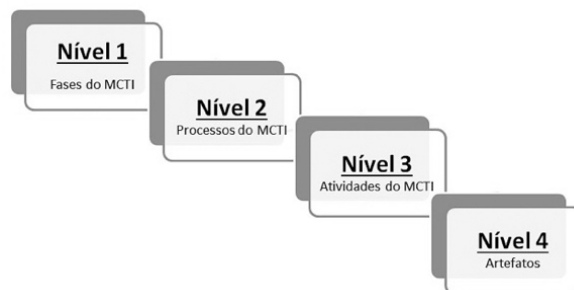 Nível 1
Fases do MCTI
Nível 2
Processos do MCTI
Nível 3
Atividades do MCTI
Nível 4
Artefatos